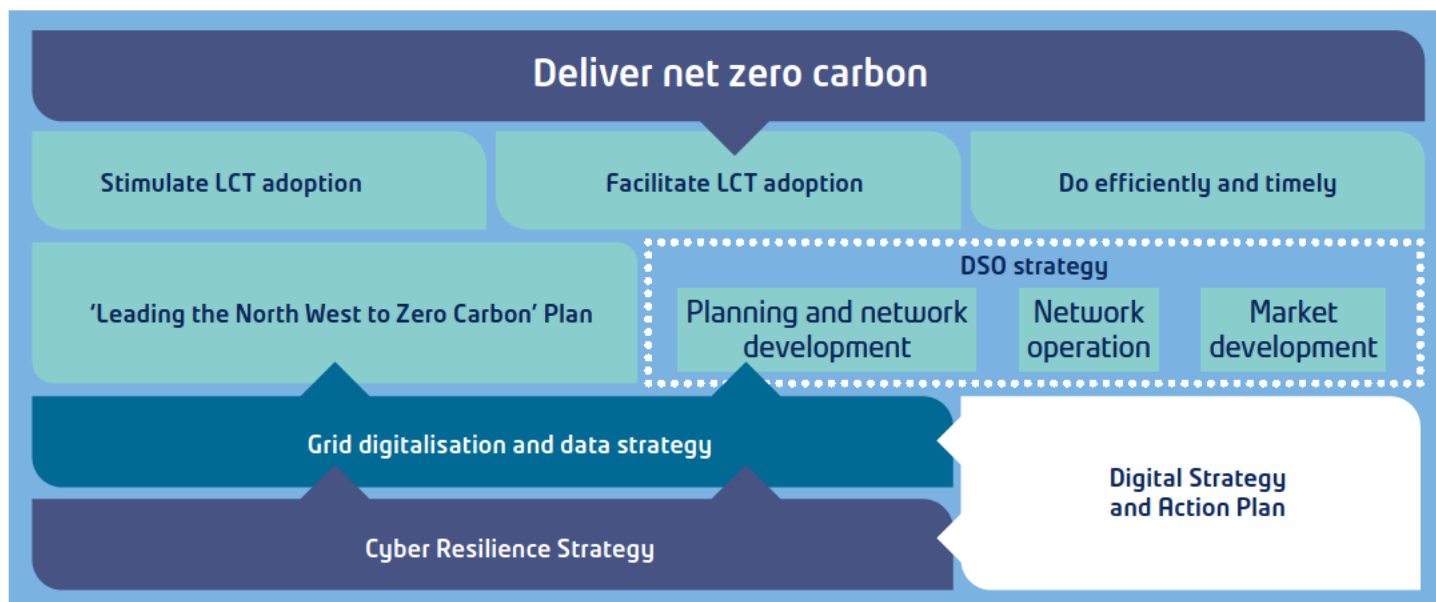 Deliver net zero carbon
Stimulate LCT adoption
Facilitate LCT adoption
Do efficiently and timely
'Leading the North West to Zero Carbon' Plan
DSO strategy
Planning and network
development
Network
operation
Market
development
Grid digitalisation and data strategy
Cyber Resilience Strategy
Digital Strategy
and Action Plan